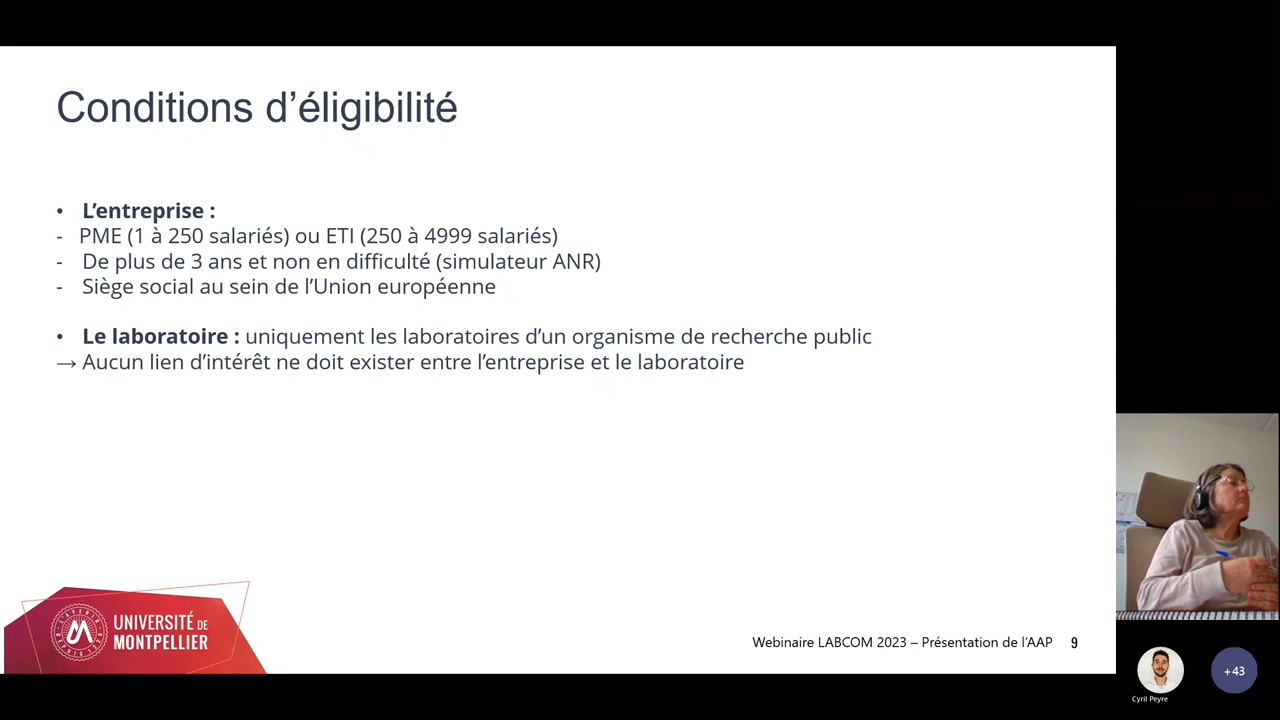 Conditions d’éligibilité
• L’entreprise :
- PME (1 à 250 salariés) ou ETI (250 à 4999 salariés)
- De plus de 3 ans et non en difficulté (simulateur ANR)
- Siège social au sein de l’Union européenne
• Le laboratoire : uniquement les laboratoires d’un organisme de recherche public
→ Aucun lien d’intérêt ne doit exister entre l’entreprise et le laboratoire
UNIVERSITÉ DE
MONTPELLIER
Webinaire LABCOM 2023 – Présentation de l’AAP 9
Cyril Peyre
+43